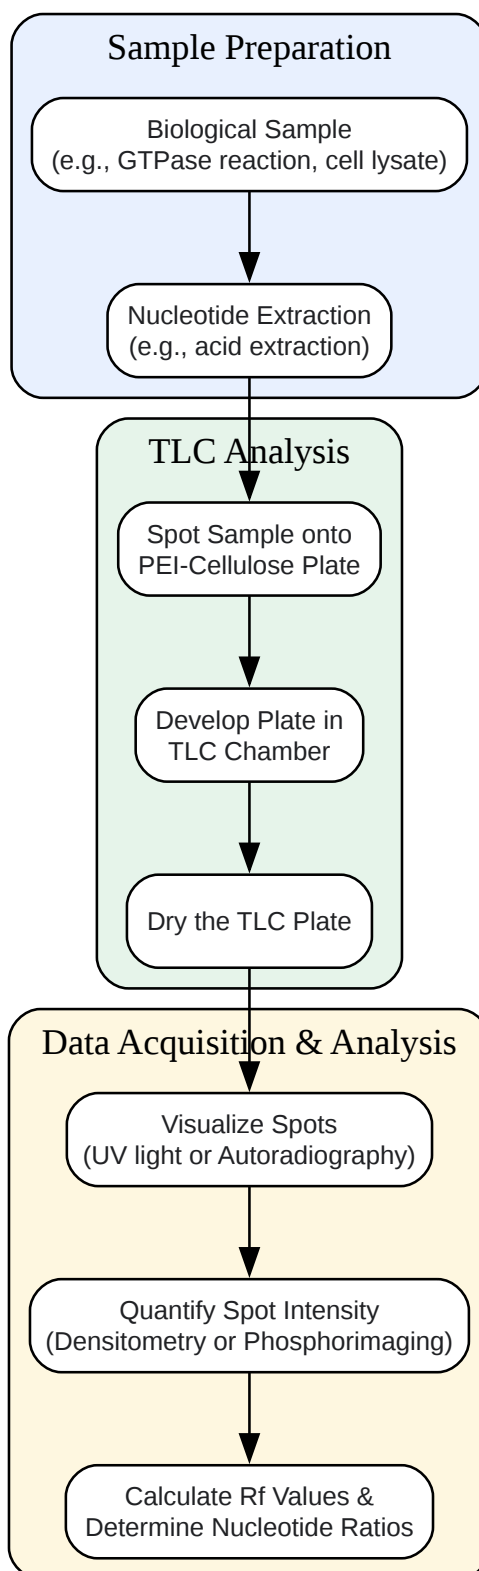 Sample Preparation
Biological Sample
(e.g., GTPase reaction, cell lysate)
Nucleotide Extraction
(e.g., acid extraction)
TLC Analysis
Spot Sample onto
PEI-Cellulose Plate
Develop Plate in
TLC Chamber
Dry the TLC Plate
Data Acquisition & Analysis
Visualize Spots
(UV light or Autoradiography)
Quantify Spot Intensity
(Densitometry or Phosphorimaging)
Calculate Rf Values &
Determine Nucleotide Ratios